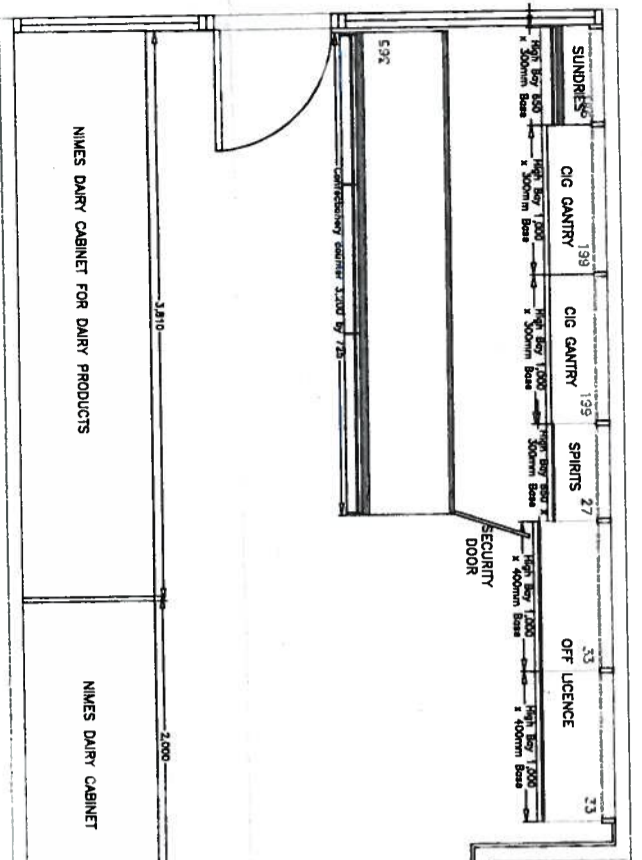 SUNDRIES
High Bay 650
x 300mm Base
CIG GANTRY 199
High Bay 1,000
x 300mm Base
CIG GANTRY 199
High Bay 1,000
x 300mm Base
SPIRITS 27
High Bay 650 x
300mm Base
OFF LICENCE
33
33
High Bay 1,000
x 400mm Base
High Bay 1,000
x 400mm Base
SECURITY
DOOR
Confectionery counter 3,200 by 725
3,810
2,000
NIMES DAIRY CABINET FOR DAIRY PRODUCTS
NIMES DAIRY CABINET